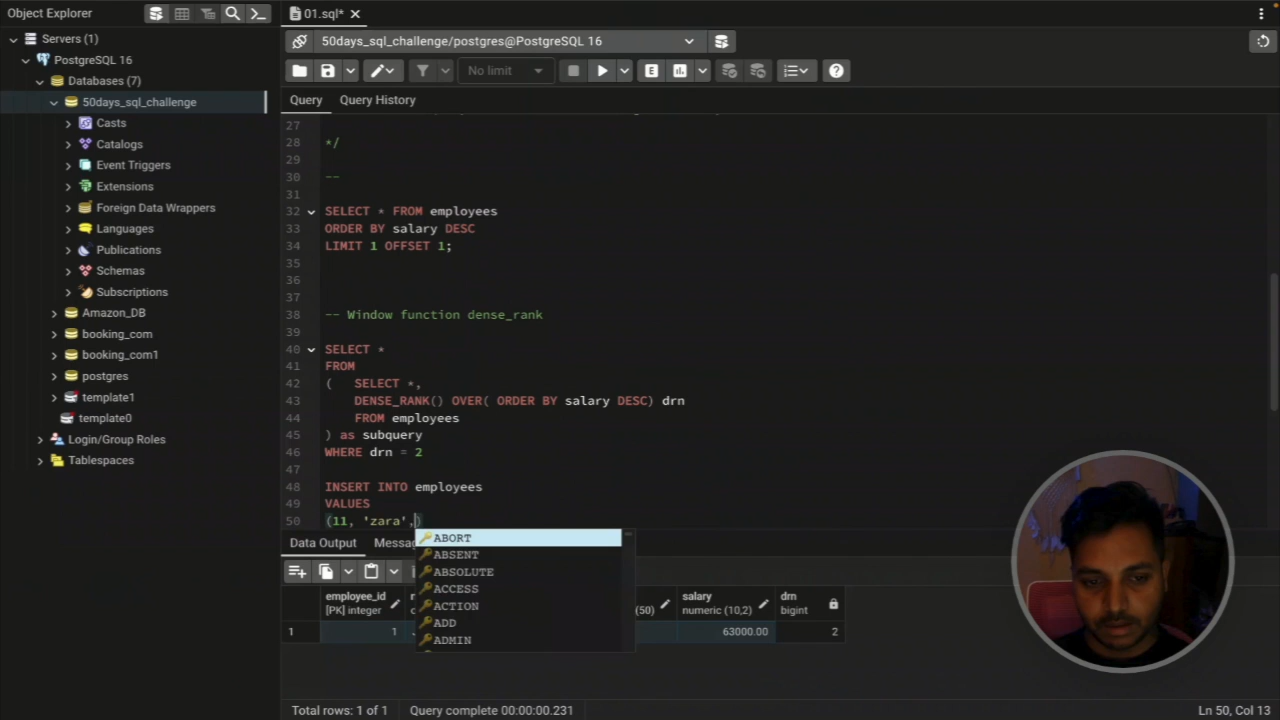 Object Explorer
Servers (1)
PostgreSQL 16
Databases (7)
50days_sql_challenge
Casts
Catalogs
Event Triggers
Extensions
Foreign Data Wrappers
Languages
Publications
Schemas
Subscriptions
Amazon_DB
booking_com
booking_com1
postgres
template1
template0
Login/Group Roles
Tablespaces
01.sql*
50days_sql_challenge/postgres@PostgreSQL 16
No limit
E
Query Query History
27
28 */
29
30 --
31
32 SELECT * FROM employees
33 ORDER BY salary DESC
34 LIMIT 1 OFFSET 1;
35
36
37
38 -- Window function dense_rank
39
40 SELECT *
41 FROM
42 ( SELECT *,
43 DENSE_RANK() OVER( ORDER BY salary DESC) drn
44 FROM employees
45 ) as subquery
46 WHERE drn = 2
47
48 INSERT INTO employees
49 VALUES
50 (11, 'zara',)
ABORT
ABSENT
ABSOLUTE
ACCESS
ACTION
ADD
ADMIN
Data Output
employee_id salary drn
[PK] integer (50) numeric (10,2) bigint
1 1 63000.00 2
Total rows: 1 of 1 Query complete 00:00:00.231
Ln 50, Col 13